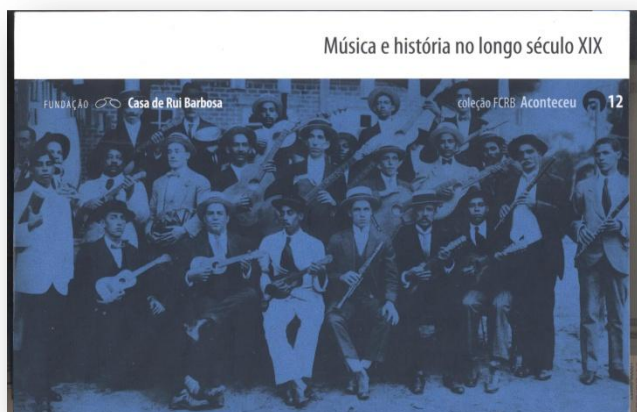 Música e história no longo século XIX
FUNDAÇÃO Casa de Rui Barbosa
coleção FCRB Aconteceu 12